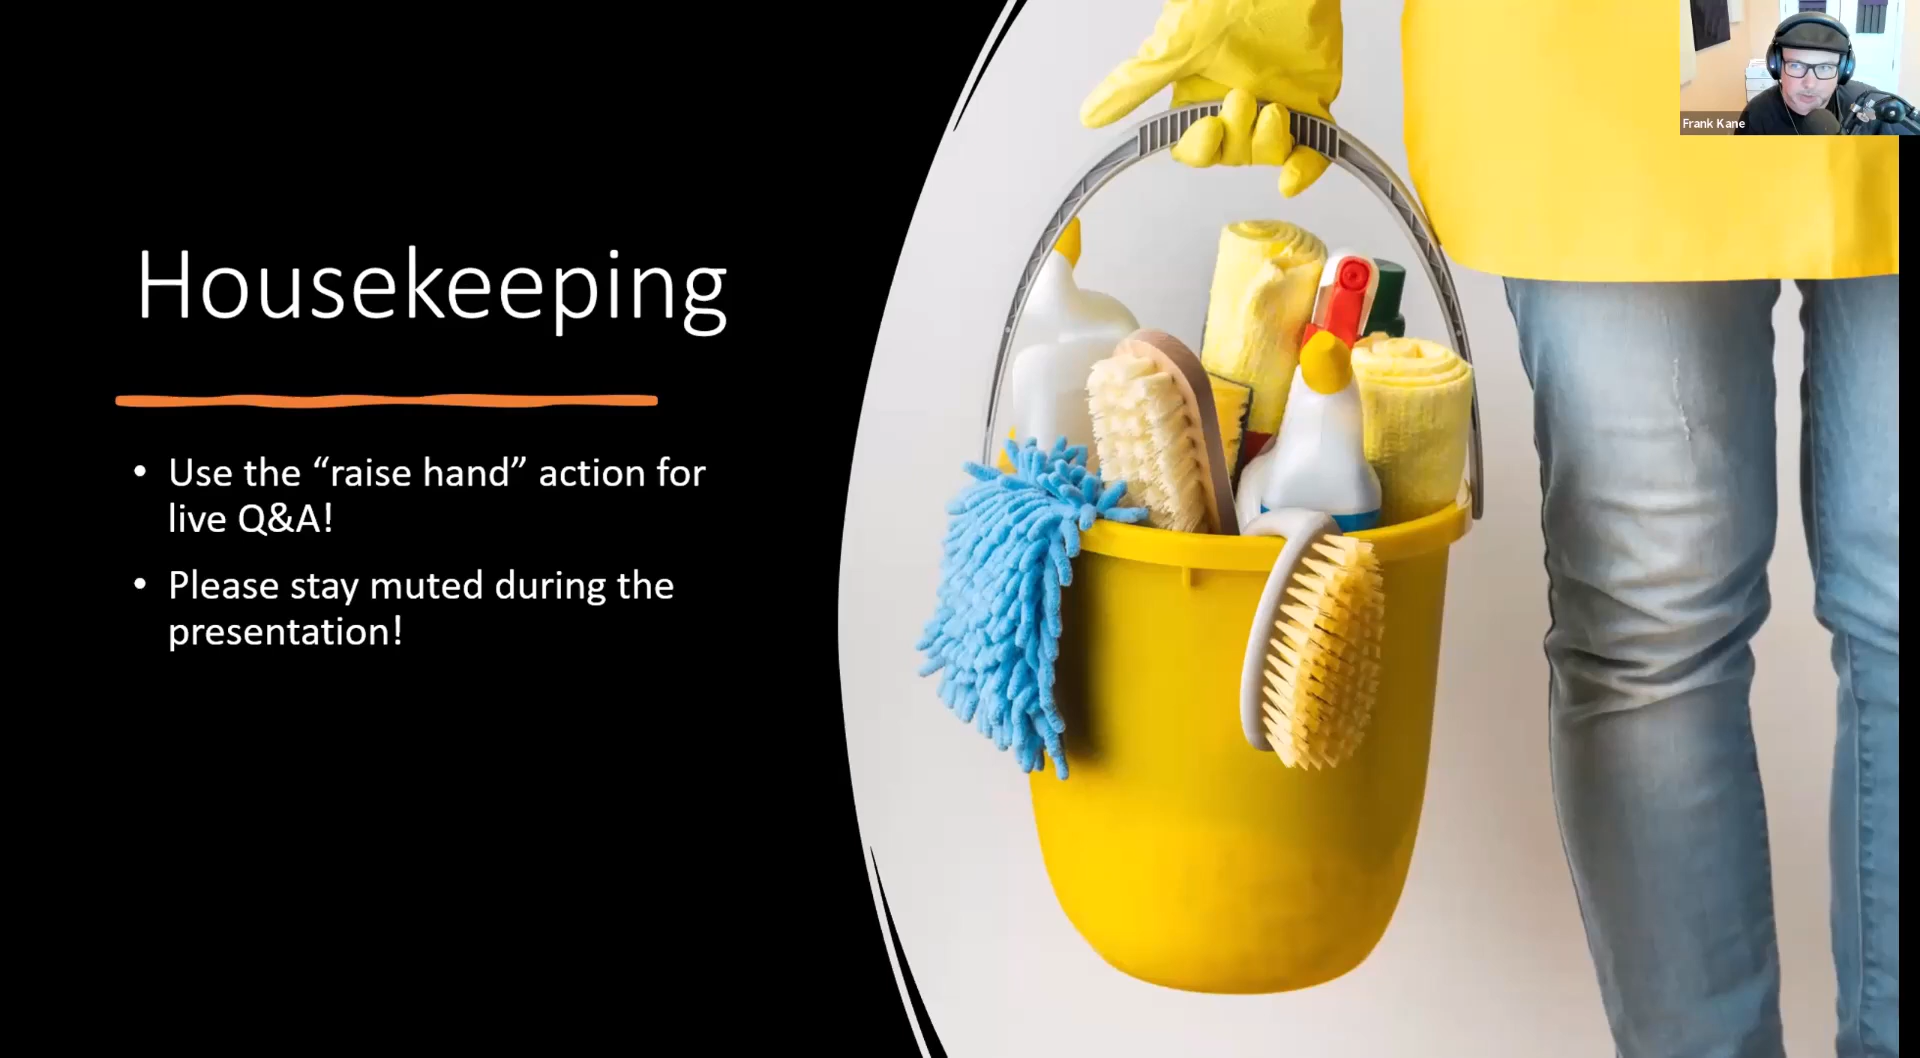 Frank Kane
Housekeeping
• Use the “raise hand” action for
live Q&A!
• Please stay muted during the
presentation!